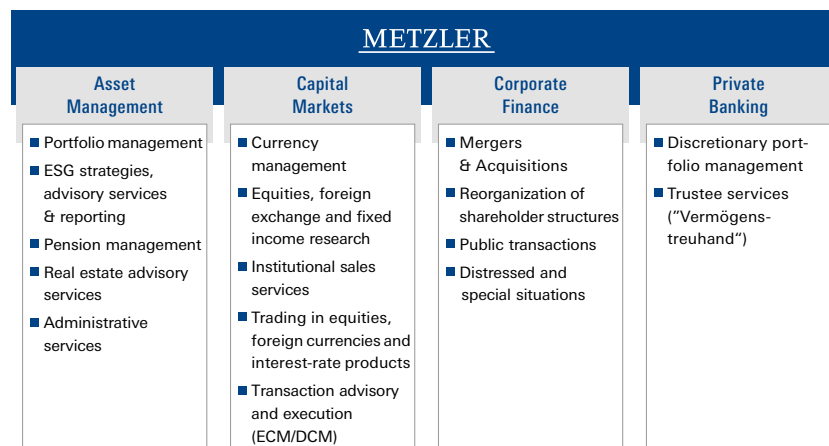 METZLER
Asset
Management
Portfolio management
ESG strategies,
advisory services
& reporting
Pension management
Real estate advisory
services
Administrative
services
Capital
Markets
Currency
management
Equities, foreign
exchange and fixed
income research
Institutional sales
services
Trading in equities,
foreign currencies and
interest-rate products
Transaction advisory
and execution
(ECM/DCM)
Corporate
Finance
Mergers
& Acquisitions
Reorganization of
shareholder structures
Public transactions
Distressed and
special situations
Private
Banking
Discretionary port-
folio management
Trustee services
(“Vermögens-
treuhand“)